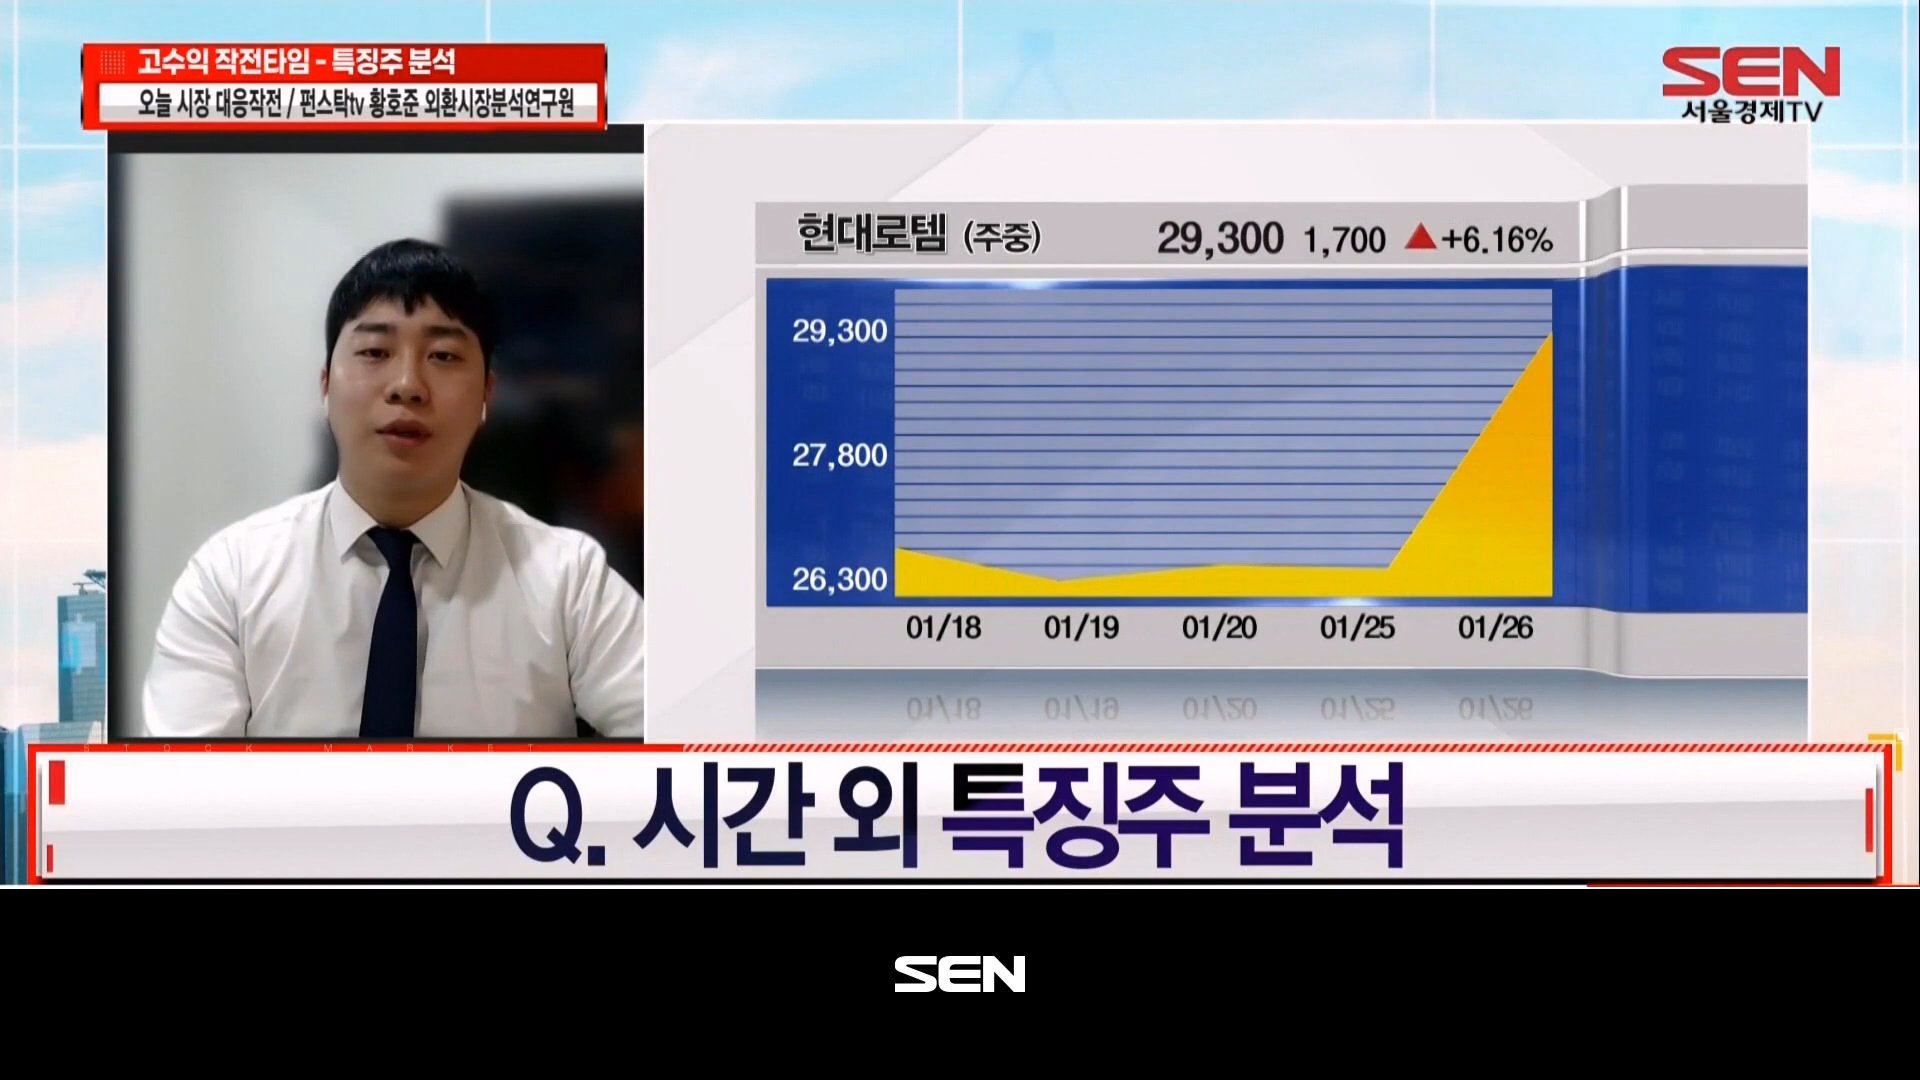 고수익 작전타임 - 특징주 분석
오늘 시장 대응작전 / 펀스탁tv 황호준 외환시장분석연구원
SEN
서울경제TV
현대로템 (주중) 29,300 1,700 ▲+6.16%
29,300
27,800
26,300
01/18 01/19 01/20 01/25 01/26
STOCK MARKET
Q. 시간 외 특징주 분석
SEN